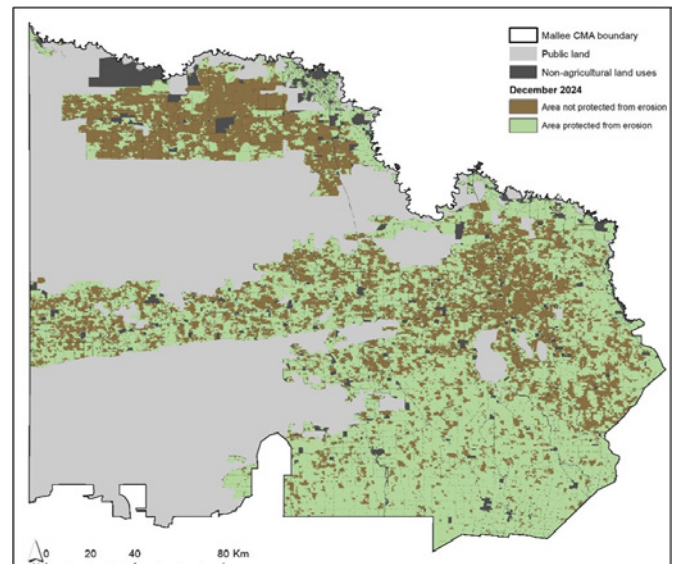 Mallee CMA boundary
Public land
Non-agricultural land uses
December 2024
Area not protected from erosion
Area protected from erosion
0 20 40 80 Km